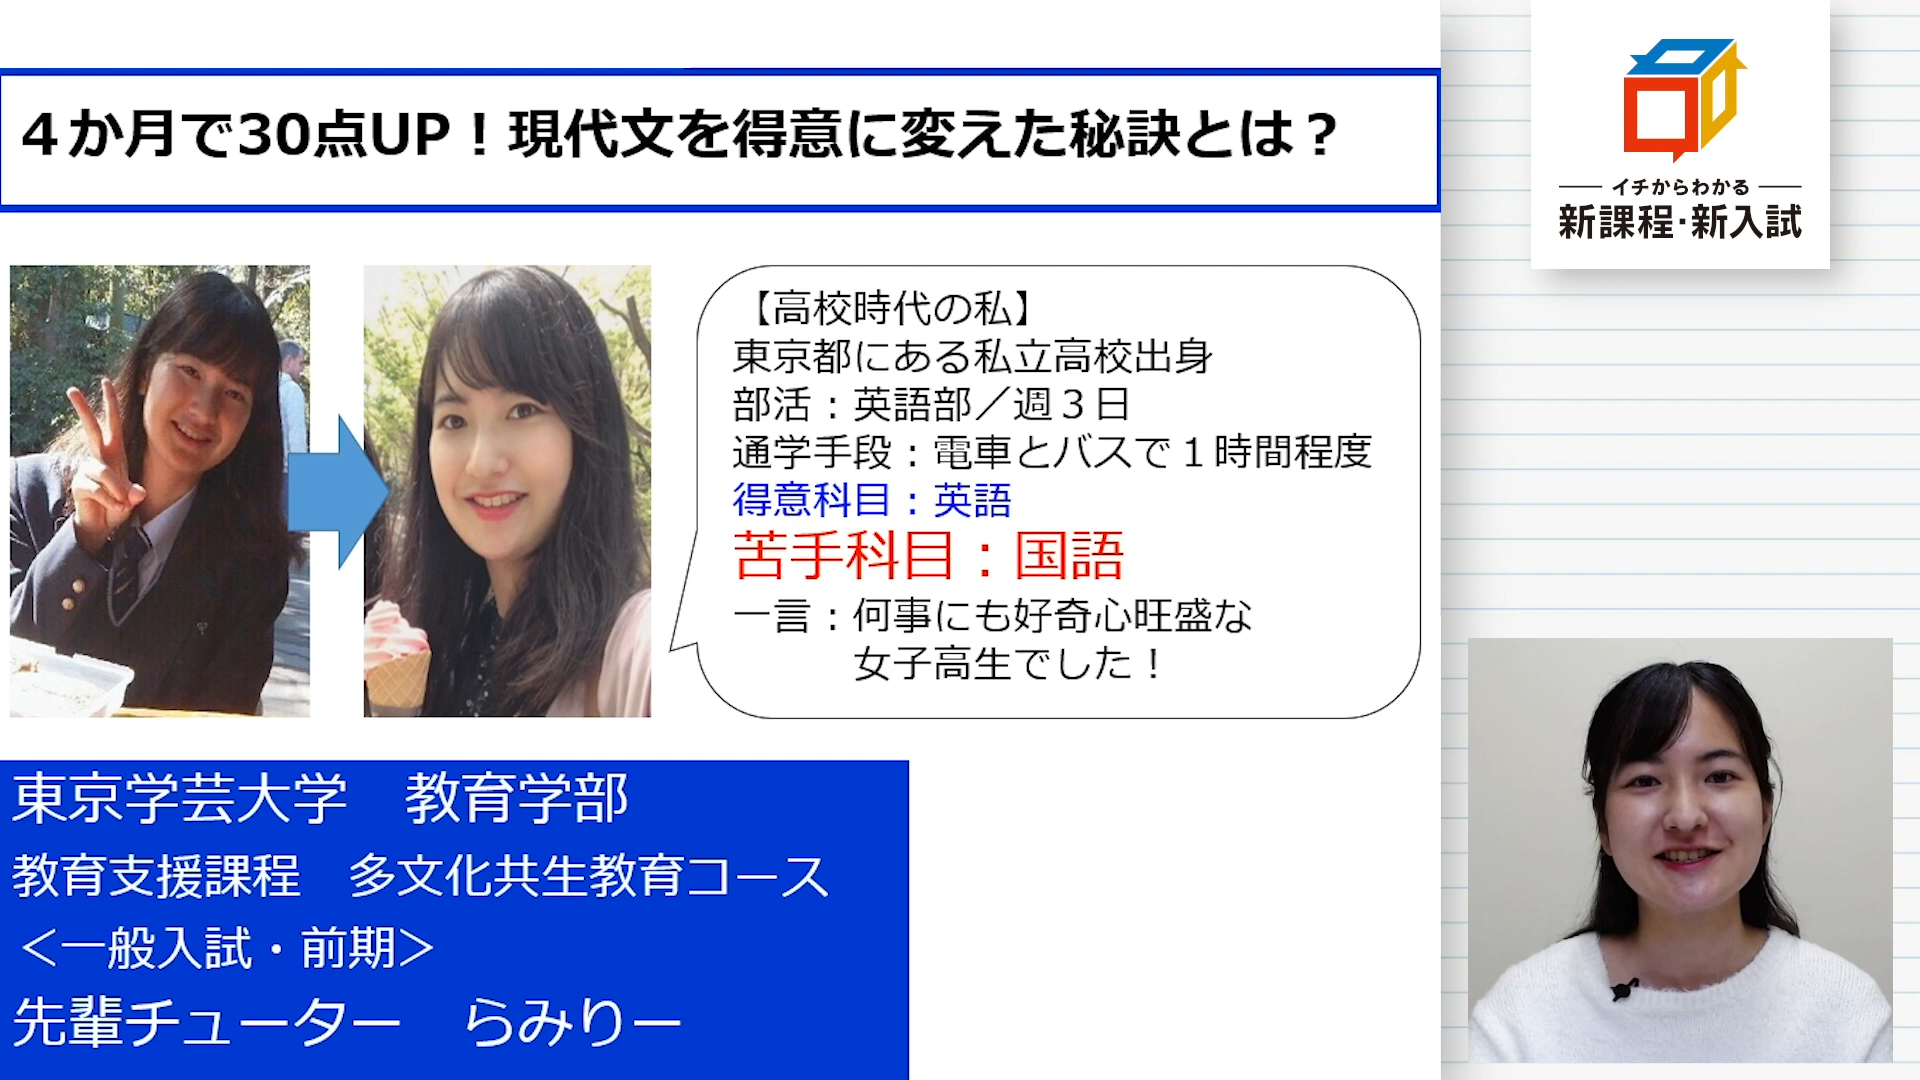 ４か月で30点UP！現代文を得意に変えた秘訣とは？
イチからわかる
新課程・新入試
【高校時代の私】
東京都にある私立高校出身
部活：英語部／週３日
通学手段：電車とバスで１時間程度
得意科目：英語
苦手科目：国語
一言：何事にも好奇心旺盛な
女子高生でした！
東京学芸大学　教育学部
教育支援課程　多文化共生教育コース
＜一般入試・前期＞
先輩チューター　らみりー